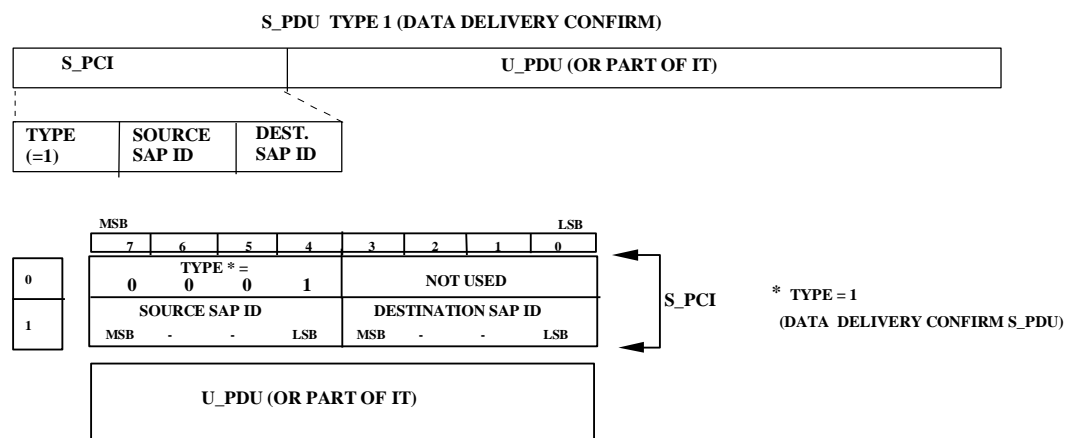 S_PDU TYPE 1 (DATA DELIVERY CONFIRM)
S_PCI U_PDU (OR PART OF IT)
TYPE SOURCE DEST.
(=1) SAP ID SAP ID
MSB LSB
7 6 5 4 3 2 1 0
TYPE * =
0 0 0 0 1 NOT USED
SOURCE SAP ID DESTINATION SAP ID
1 MSB - - LSB MSB - - LSB
S_PCI
* TYPE = 1
(DATA DELIVERY CONFIRM S_PDU)
U_PDU (OR PART OF IT)